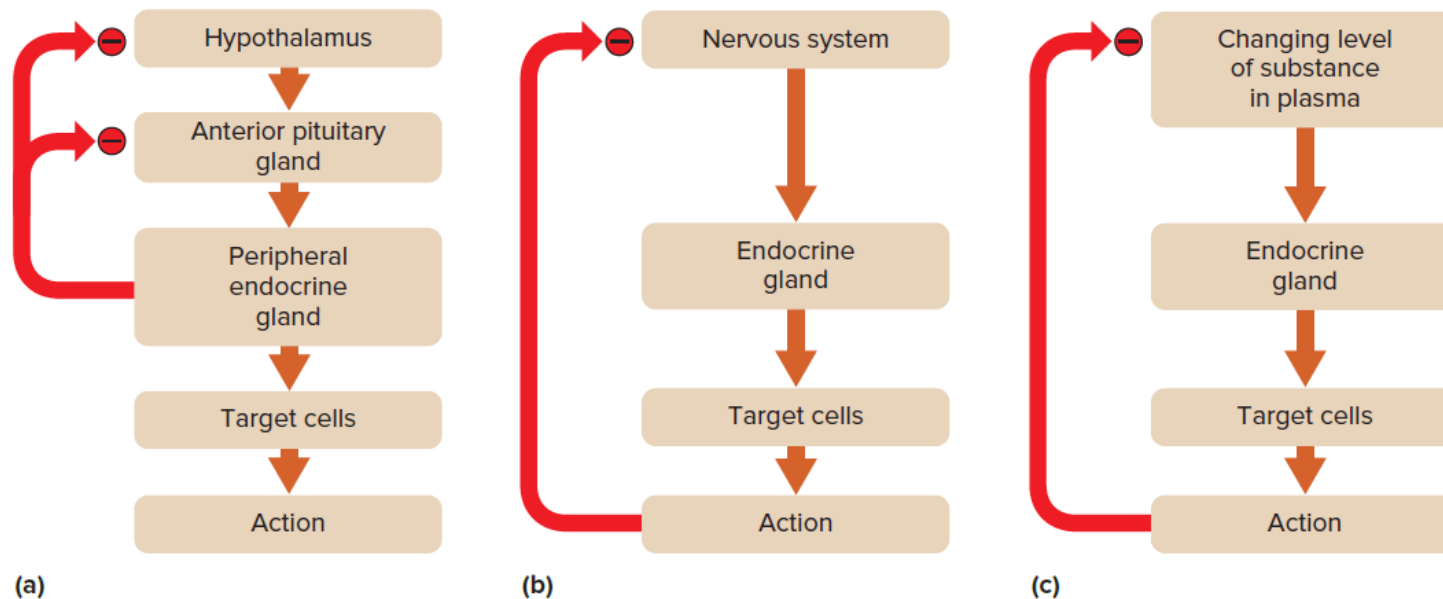 Hypothalamus
Anterior pituitary
gland
Peripheral
endocrine
gland
Target cells
Action
(a)
Nervous system
Endocrine
gland
Target cells
Action
(b)
Changing level
of substance
in plasma
Endocrine
gland
Target cells
Action
(c)